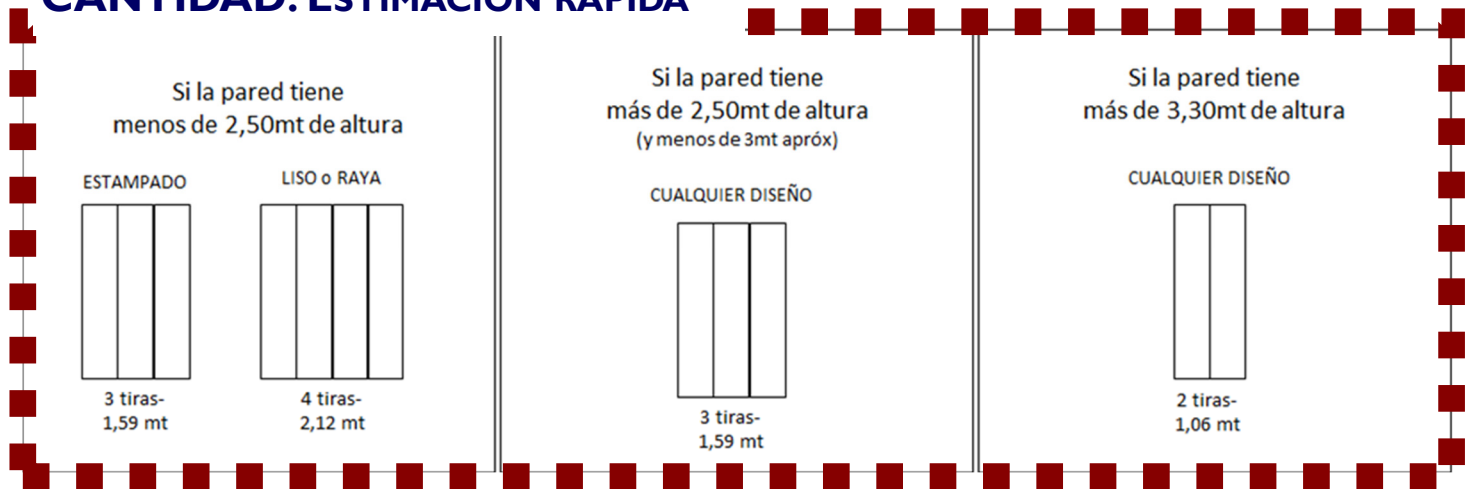 CANTIDAD: ESTIMACIÓN RÁPIDA
Si la pared tiene
menos de 2,50mt de altura
ESTAMPADO
LISO o RAYA
3 tiras-
1,59 mt
4 tiras-
2,12 mt
Si la pared tiene
más de 2,50mt de altura
(y menos de 3mt apróx)
CUALQUIER DISEÑO
3 tiras-
1,59 mt
Si la pared tiene
más de 3,30mt de altura
CUALQUIER DISEÑO
2 tiras-
1,06 mt